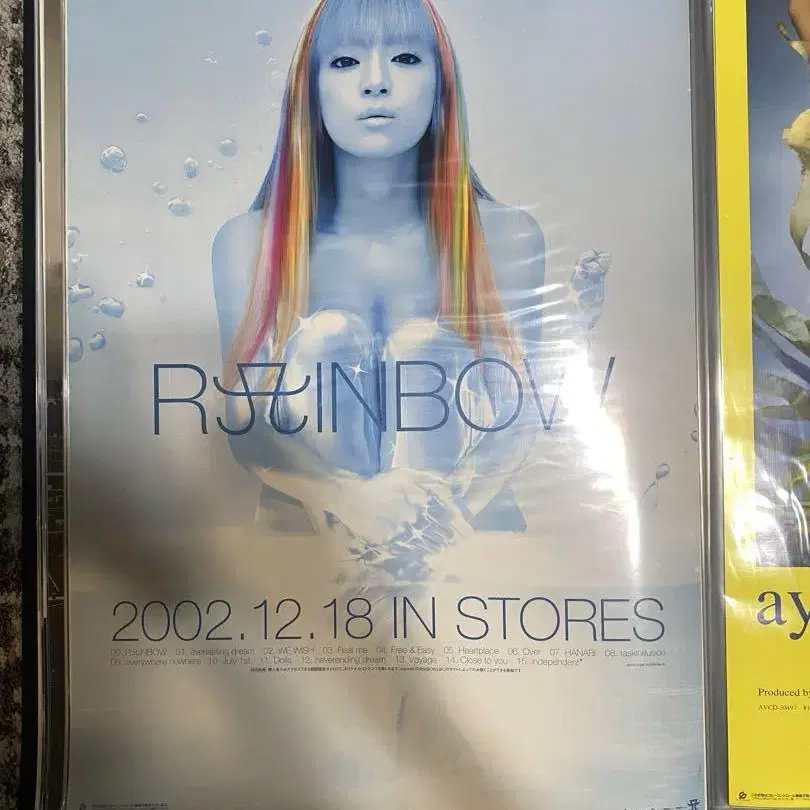 RAINBOW
2002.12.18 IN STORES
00. RAINBOW 01. everlasting dream 02. WE WISH 03. Real me 04. Free & Easy 05. Heartplace 06. Over 07. HANABI 08. taskinillusion
09. everywhere nowhere 10. July 1st 11. Dolls 12. neverending dream 13. Voyage 14. Close to you 15. independent+
ay
Produced by
AVCD-30497